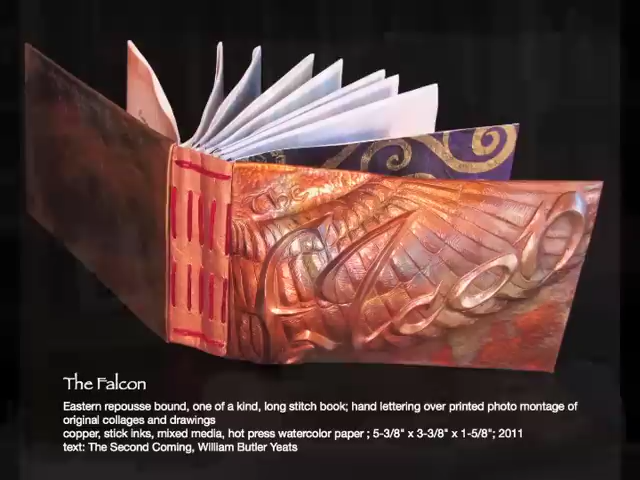 The Falcon
Eastern repousse bound, one of a kind, long stitch book; hand lettering over printed photo montage of
original collages and drawings
copper, stick inks, mixed media, hot press watercolor paper ; 5-3/8" x 3-3/8" x 1-5/8"; 2011
text: The Second Coming, William Butler Yeats